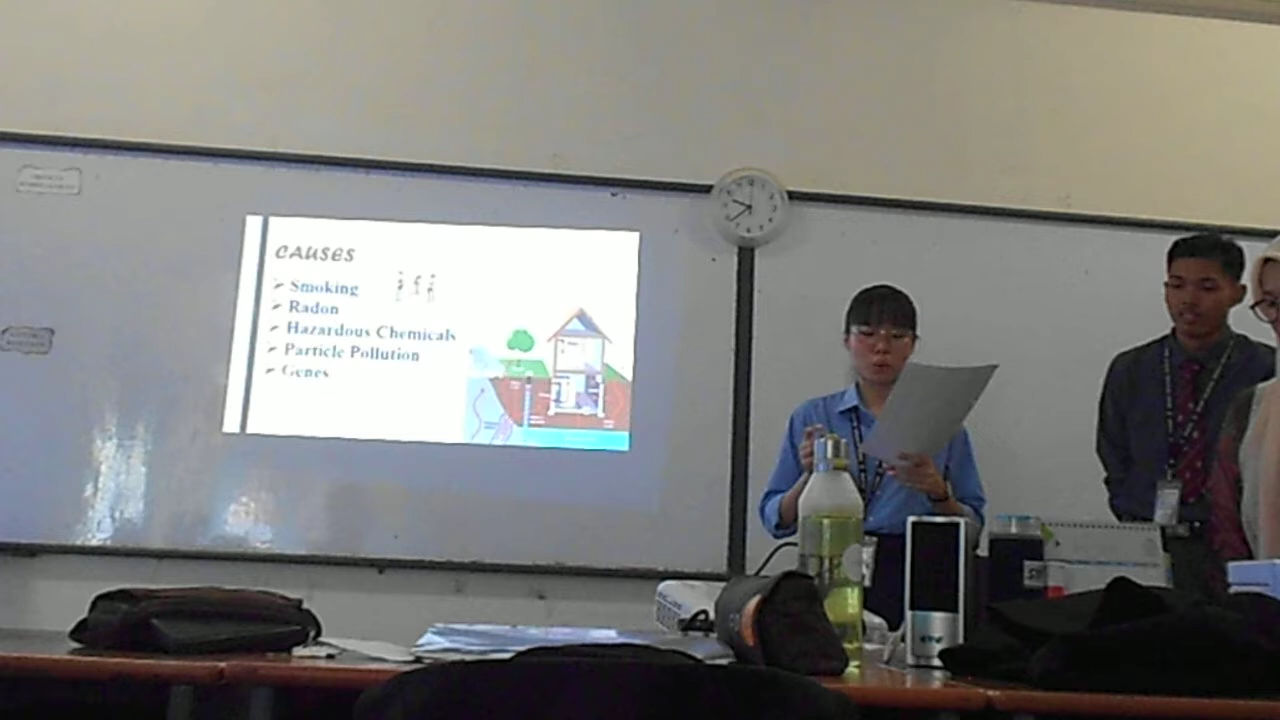 CAUSES
Smoking
Radon
Hazardous Chemicals
Particle Pollution
Genes